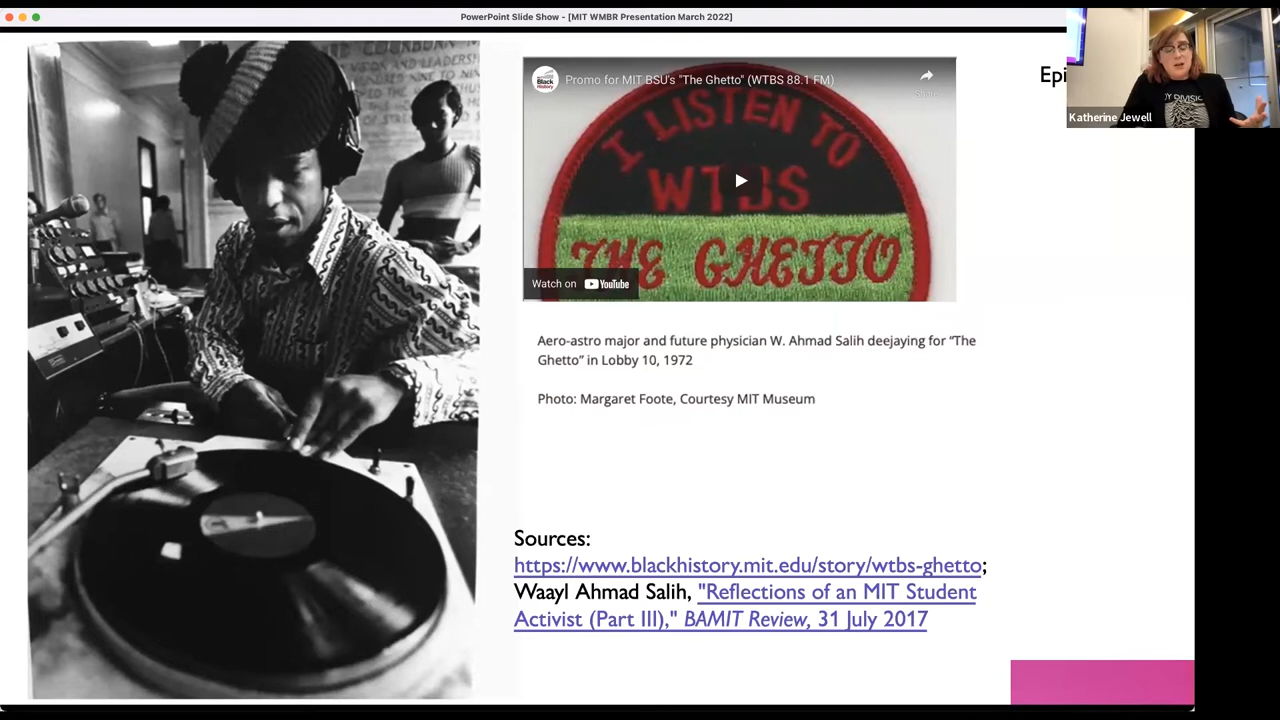 PowerPoint Slide Show - [MIT WMBR Presentation March 2022]
Promo for MIT BSU's "The Ghetto" (WTBS 88.1 FM)
Share
Black
History
I LISTEN TO
WTBS
THE GHETTO
Watch on YouTube
Epi
Katherine Jewell
Aero-astro major and future physician W. Ahmad Salih deejaying for “The
Ghetto” in Lobby 10, 1972
Photo: Margaret Foote, Courtesy MIT Museum
Sources:
https://www.blackhistory.mit.edu/story/wtbs-ghetto;
Waayl Ahmad Salih, "Reflections of an MIT Student
Activist (Part III)," BAMIT Review, 31 July 2017